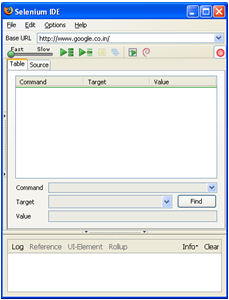 Selenium IDE
File Edit Options Help
Base URL http://www.google.co.in/
Fast Slow
Table Source
Command Target Value
Command
Target Find
Value
Log Reference UI-Element Rollup Info Clear